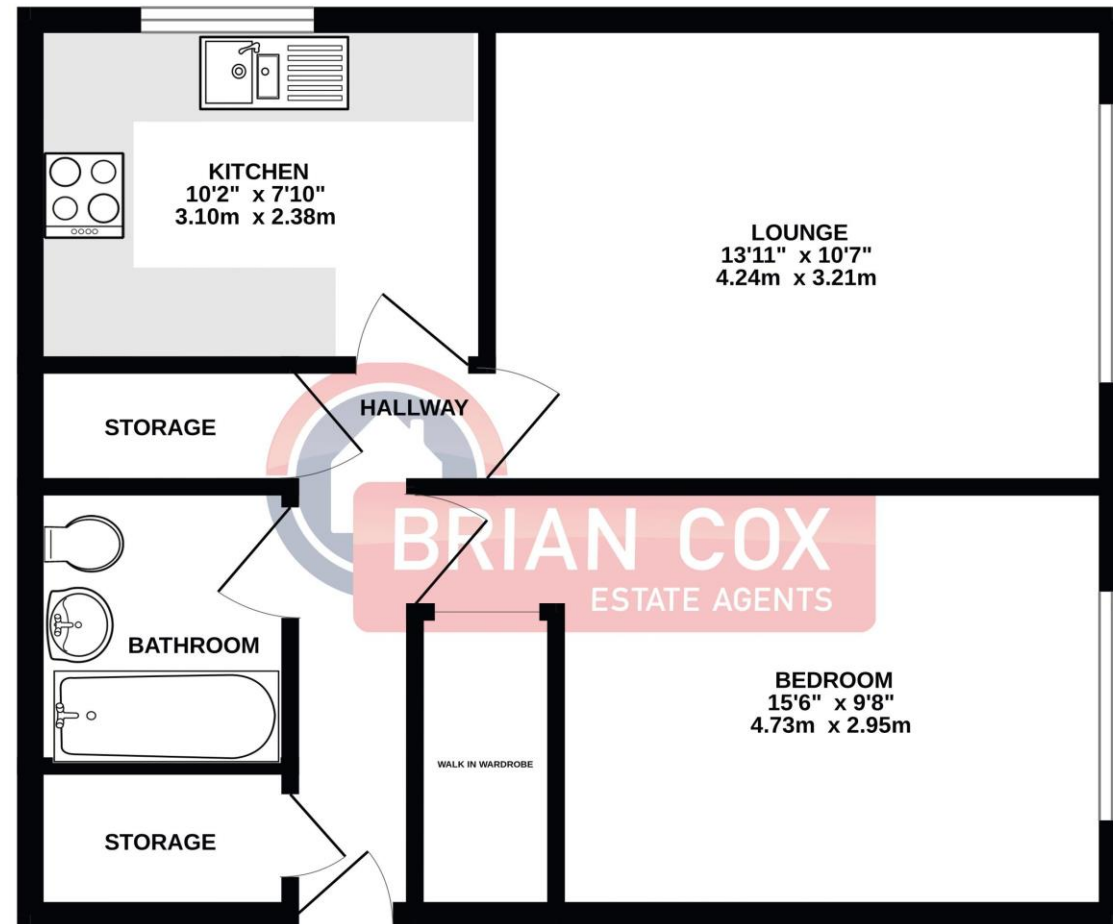 KITCHEN
10'2" x 7'10"
3.10m x 2.38m
LOUNGE
13'11" x 10'7"
4.24m x 3.21m
STORAGE
HALLWAY
BRIAN COX
ESTATE AGENTS
BATHROOM
BEDROOM
15'6" x 9'8"
4.73m x 2.95m
WALK IN WARDROBE
STORAGE